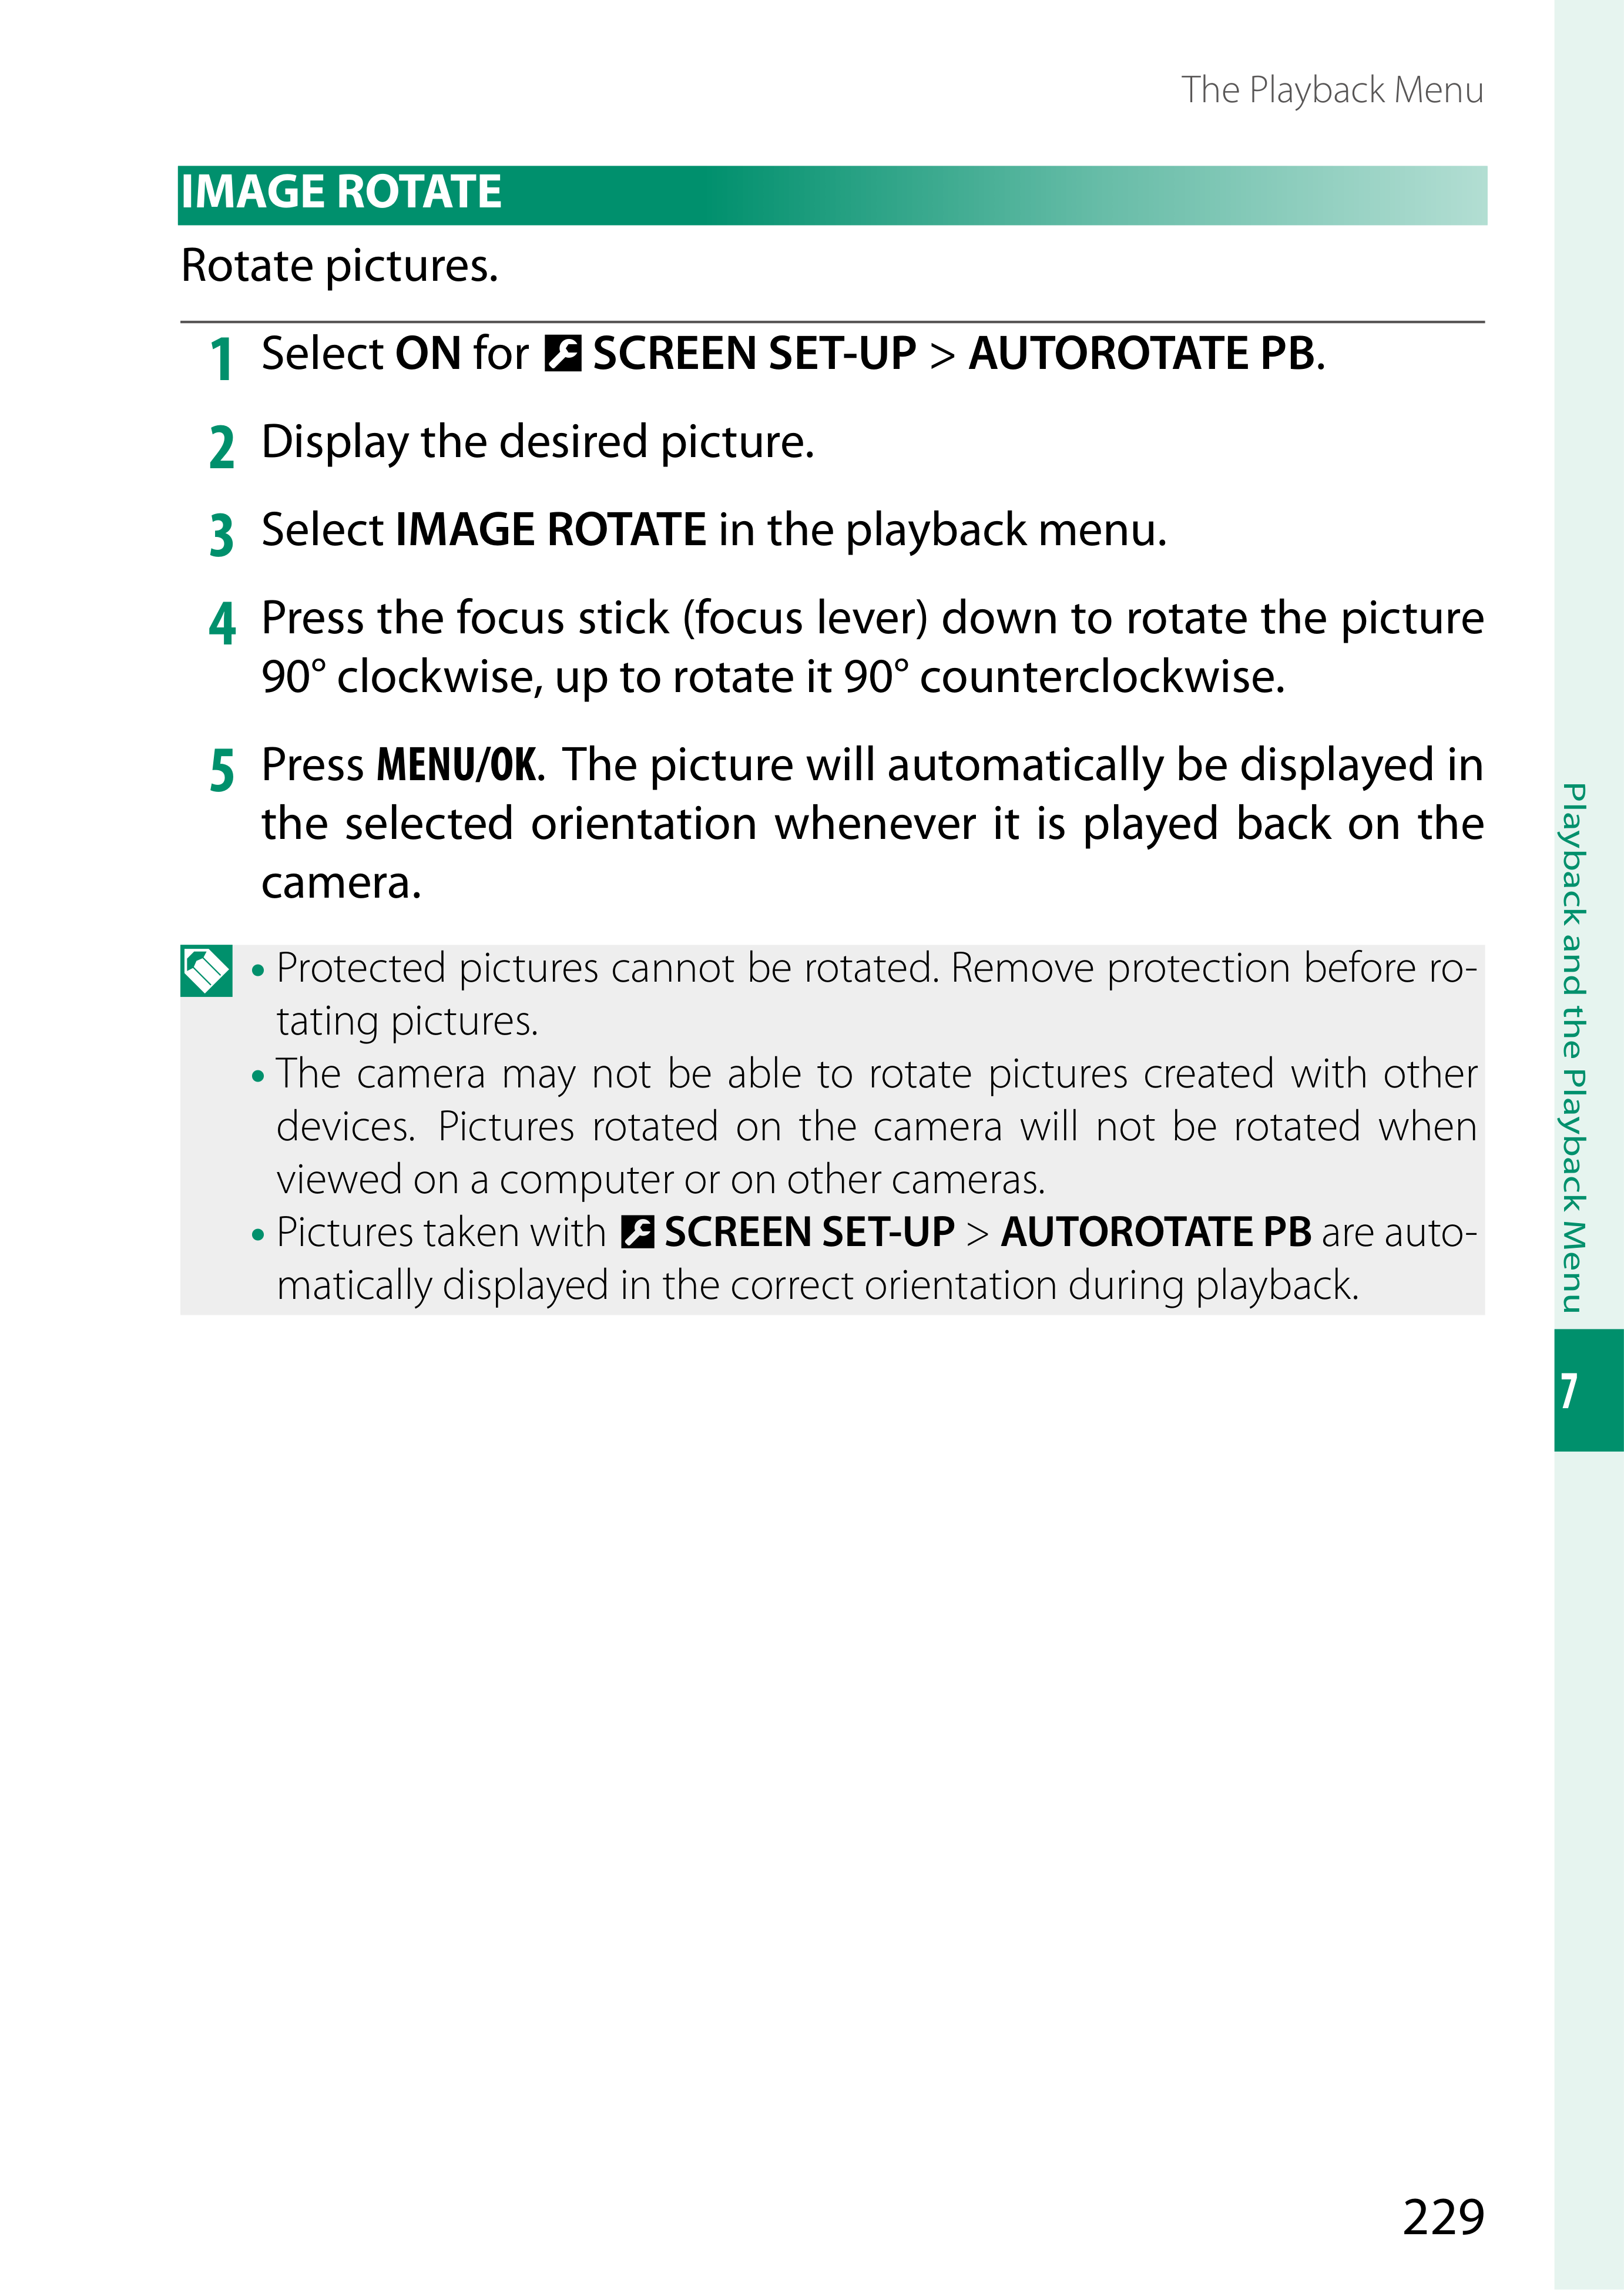 The Playback Menu
IMAGE ROTATE
Rotate pictures.
1 Select ON for SCREEN SET-UP > AUTOROTATE PB.
2 Display the desired picture.
3 Select IMAGE ROTATE in the playback menu.
4 Press the focus stick (focus lever) down to rotate the picture
90° clockwise, up to rotate it 90° counterclockwise.
5 Press MENU/OK. The picture will automatically be displayed in
the selected orientation whenever it is played back on the
camera.
• Protected pictures cannot be rotated. Remove protection before ro-
tating pictures.
• The camera may not be able to rotate pictures created with other
devices. Pictures rotated on the camera will not be rotated when
viewed on a computer or on other cameras.
• Pictures taken with SCREEN SET-UP > AUTOROTATE PB are auto-
matically displayed in the correct orientation during playback.
Playback and the Playback Menu
7
229